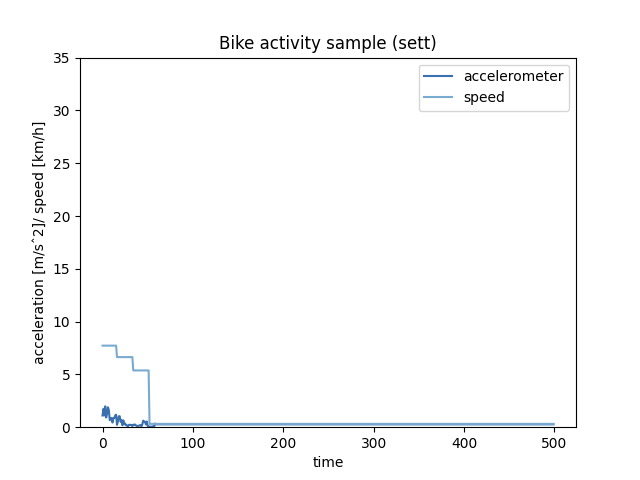 Bike activity sample (sett)
accelerometer
speed
acceleration [m/sˆ2]/ speed [km/h]
35
30
25
20
15
10
5
0
0 100 200 300 400 500
time